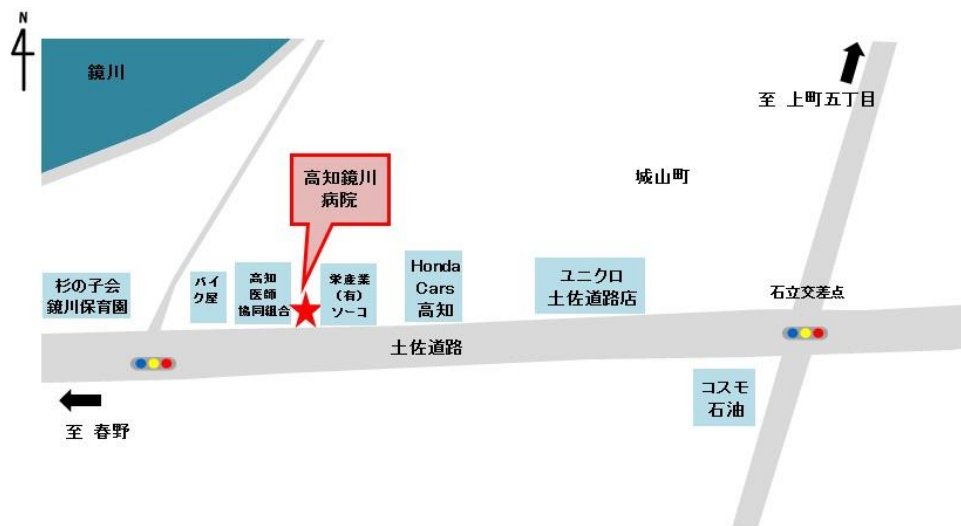 N
鏡川
至 上町五丁目
高知鏡川
病院
城山町
杉の子会
鏡川保育園
バイ
ク屋
高知
医師
協同組合
栄産業
(有)
ソーコ
Honda
Cars
高知
ユニクロ
土佐道路店
石立交差点
土佐道路
コスモ
石油
至 春野